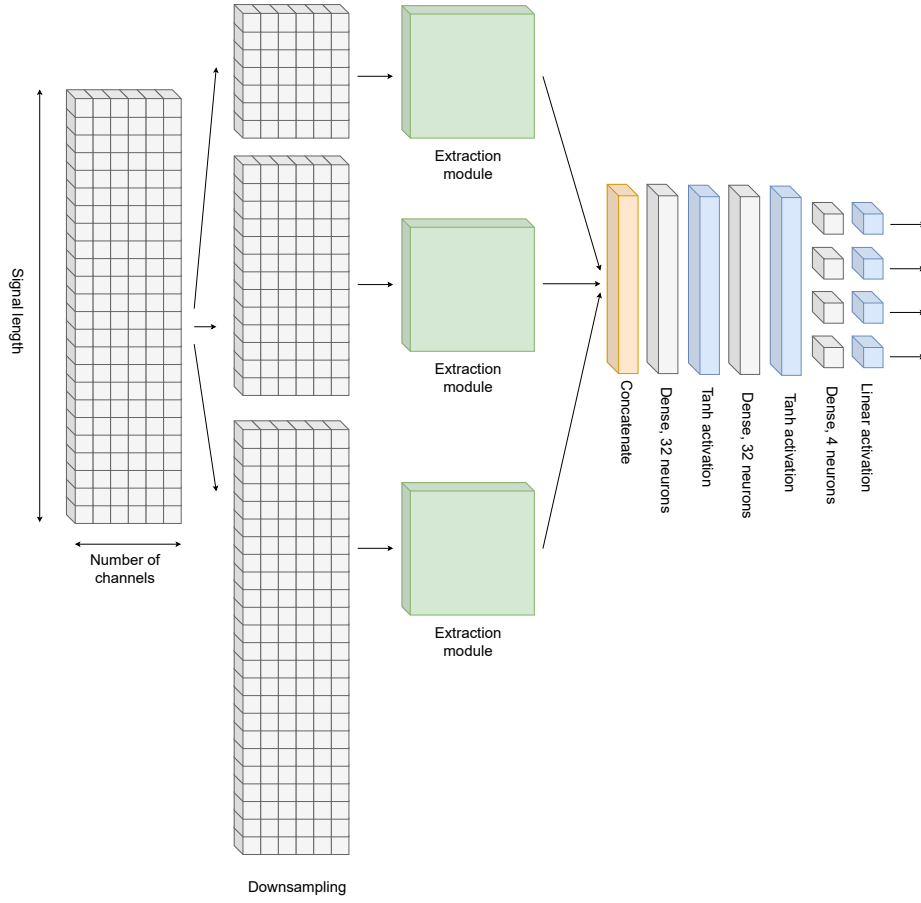 Signal length
Number of
channels
Extraction
module
Extraction
module
Extraction
module
Downsampling
Concatenate
Dense, 32 neurons
Tanh activation
Dense, 32 neurons
Tanh activation
Dense, 4 neurons
Linear activation